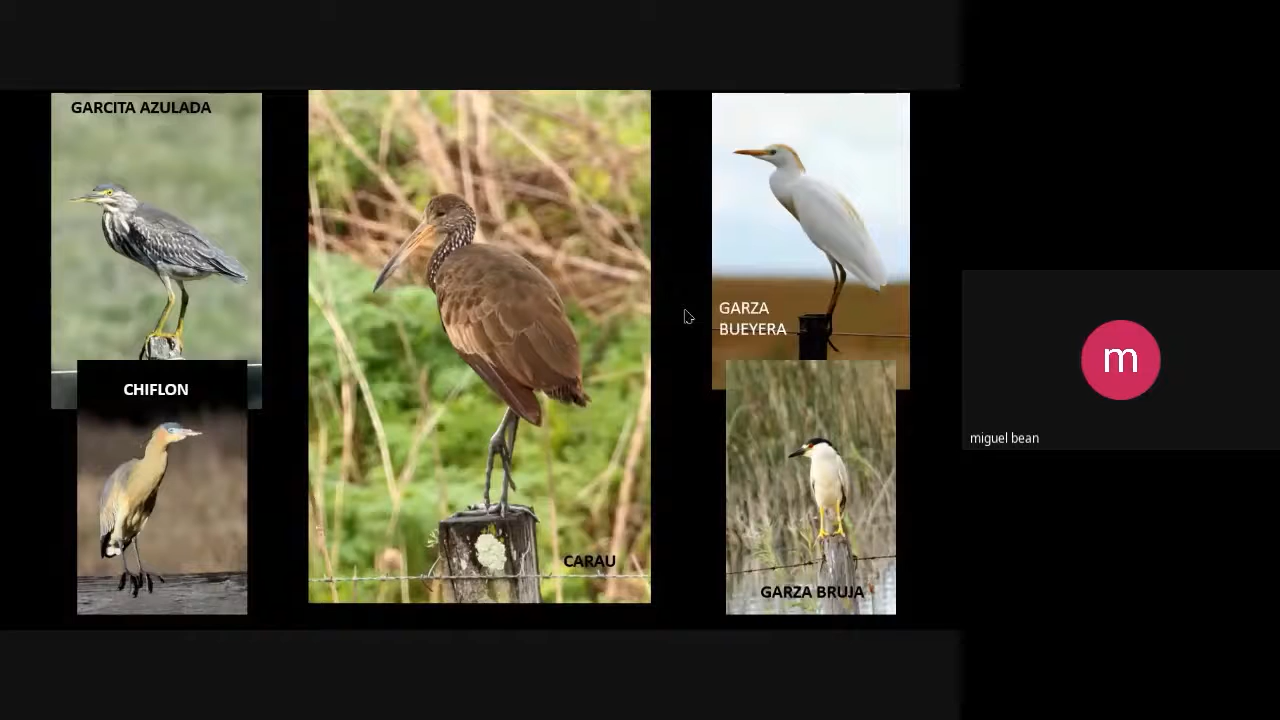 GARCITA AZULADA
CHIFLON
CARAU
GARZA
BUEYERA
GARZA BRUJA
m
miguel bean